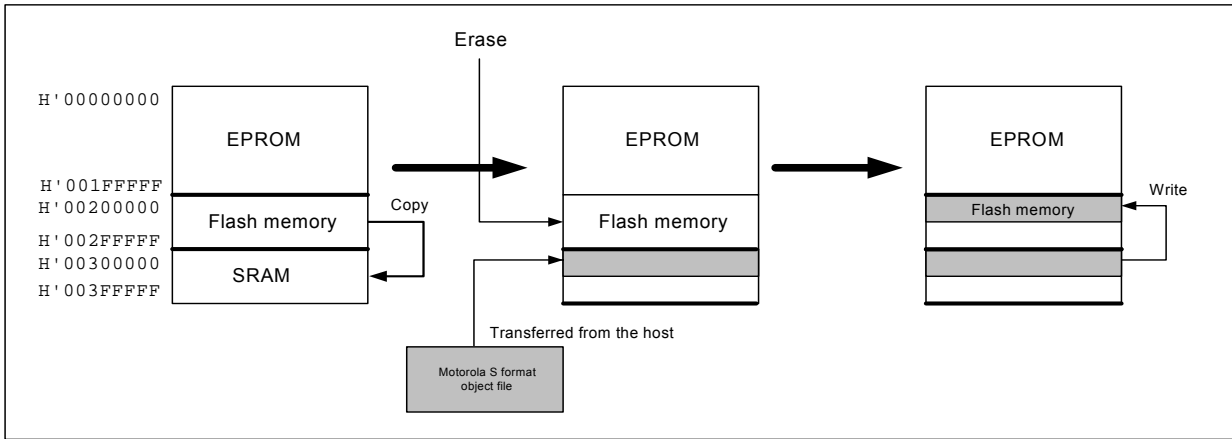 Erase
H'00000000
EPROM
H'001FFFFF
H'00200000
Flash memory
Copy
H'002FFFFF
H'00300000
SRAM
H'003FFFFF
EPROM
Flash memory
Transferred from the host
Motorola S format
object file
EPROM
Flash memory
Write